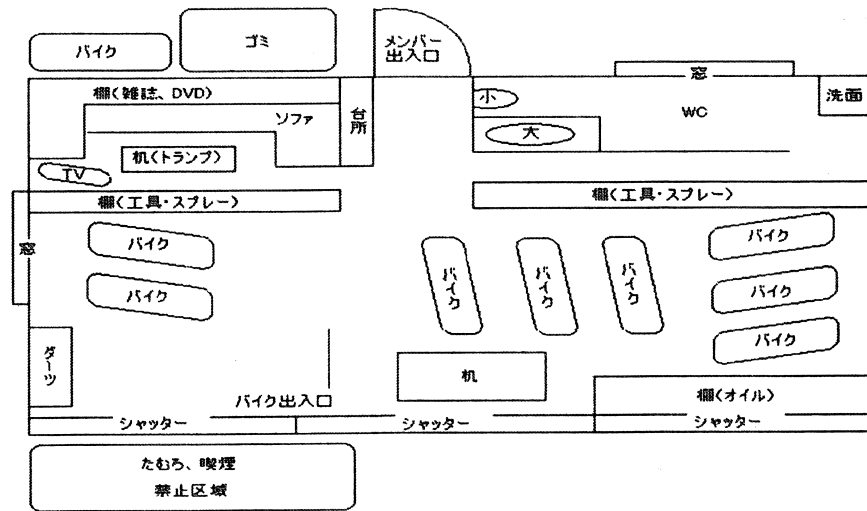 バイク
ゴミ
メンバー
出入口
窓
棚(雑誌、DVD)
ソファ
台所
小
大
WC
洗面
机(トランプ)
TV
棚(工具・スプレー)
棚(工具・スプレー)
窓
バイク
バイク
バイク
バイク
バイク
バイク
バイク
バイク
ダーツ
机
バイク出入口
棚(オイル)
シャッター
シャッター
シャッター
たむろ、喫煙
禁止区域